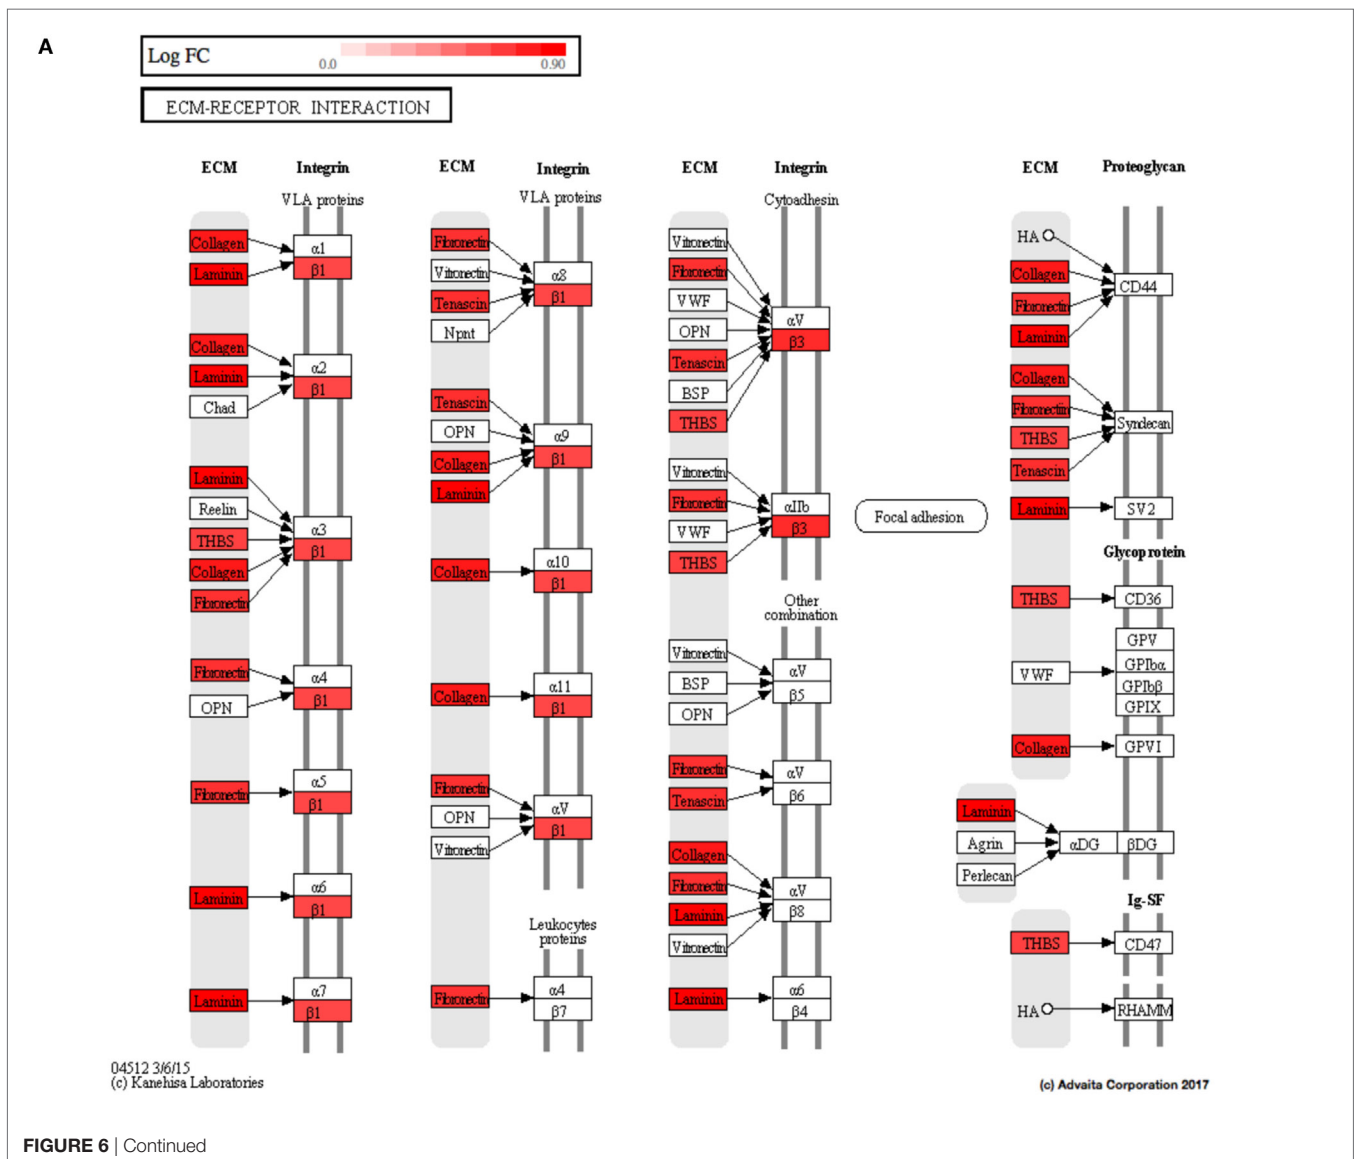 A
Log FC
0.0
0.90
ECM-RECEPTOR INTERACTION
ECM
Integrin
VLA proteins
Collagen
Laminin
α1
β1
Collagen
Laminin
Chad
α2
β1
Laminin
Reelin
THBS
Collagen
Fibronectin
α3
β1
Fibronectin
OPN
α4
β1
Fibronectin
α5
β1
Laminin
α6
β1
Laminin
α7
β1
ECM
Integrin
VLA proteins
Fibronectin
Vitronectin
Tenascin
Npnt
α8
β1
Tenascin
OPN
Collagen
Laminin
α9
β1
Collagen
α10
β1
Collagen
α11
β1
Fibronectin
OPN
Vitronectin
αV
β1
Leukocytes
proteins
Fibronectin
α4
β7
ECM
Integrin
Cytoadhesin
Vitronectin
Fibronectin
VWF
OPN
Tenascin
BSP
THBS
αV
β3
Vitronectin
Fibronectin
VWF
THBS
αIIb
β3
Other
combination
Vitronectin
BSP
OPN
αV
β5
Fibronectin
Tenascin
αV
β6
Collagen
Fibronectin
Laminin
Vitronectin
αV
β8
Laminin
α6
β4
Focal adhesion
ECM
Proteoglycan
HA
Collagen
Fibronectin
Laminin
CD44
Collagen
Fibronectin
THBS
Tenascin
Syndecan
Laminin
SV2
Glycoprotein
THBS
CD36
VWF
GPV
GPIbα
GPIbβ
GPIX
Collagen
GPVI
Laminin
Agrin
Perlecan
αDG
βDG
Ig-SF
THBS
CD47
HA
RHAMM
04512 3/6/15
(c) Kanehisa Laboratories
(c) Advaita Corporation 2017
FIGURE 6 | Continued